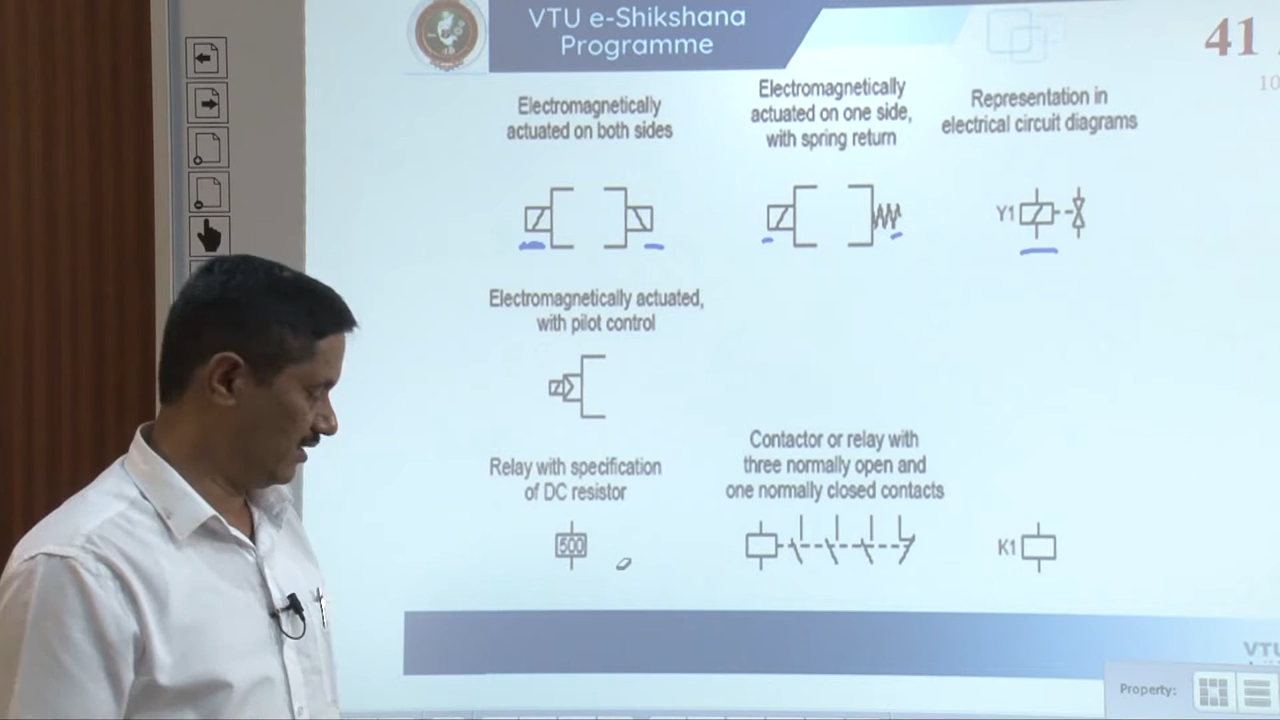 VTU e-Shikshana
Programme
41
10
Electromagnetically
actuated on both sides
Electromagnetically
actuated on one side,
with spring return
Representation in
electrical circuit diagrams
Y1
Electromagnetically actuated,
with pilot control
Relay with specification
of DC resistor
500
Contactor or relay with
three normally open and
one normally closed contacts
K1
VTU
Property: